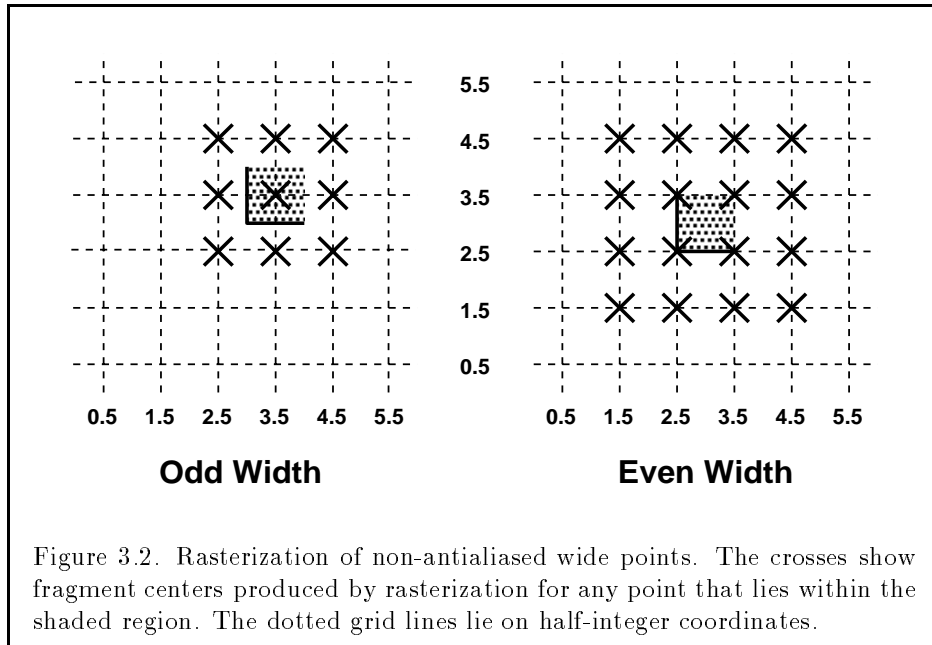 5.5
4.5
3.5
2.5
1.5
0.5
0.5 1.5 2.5 3.5 4.5 5.5 0.5 1.5 2.5 3.5 4.5 5.5
Odd Width Even Width
Figure 3.2. Rasterization of non-antialiased wide points. The crosses show
fragment centers produced by rasterization for any point that lies within the
shaded region. The dotted grid lines lie on half-integer coordinates.